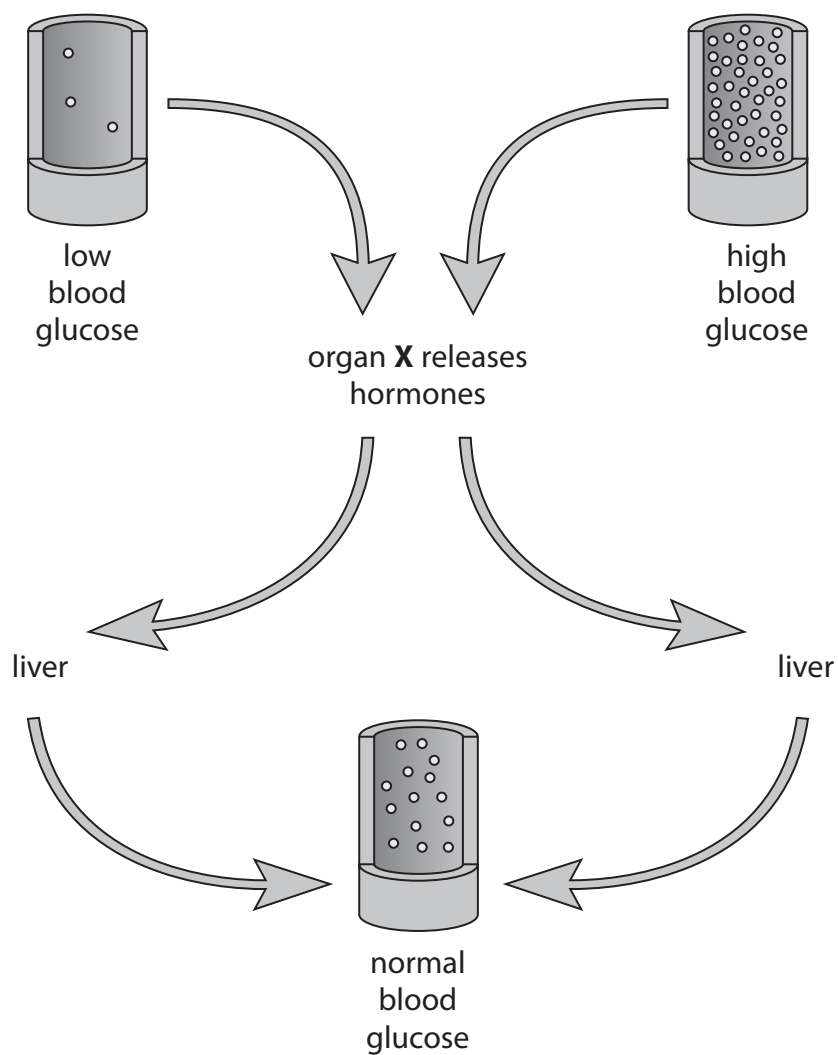 low
blood
glucose
high
blood
glucose
organ X releases
hormones
liver
liver
normal
blood
glucose